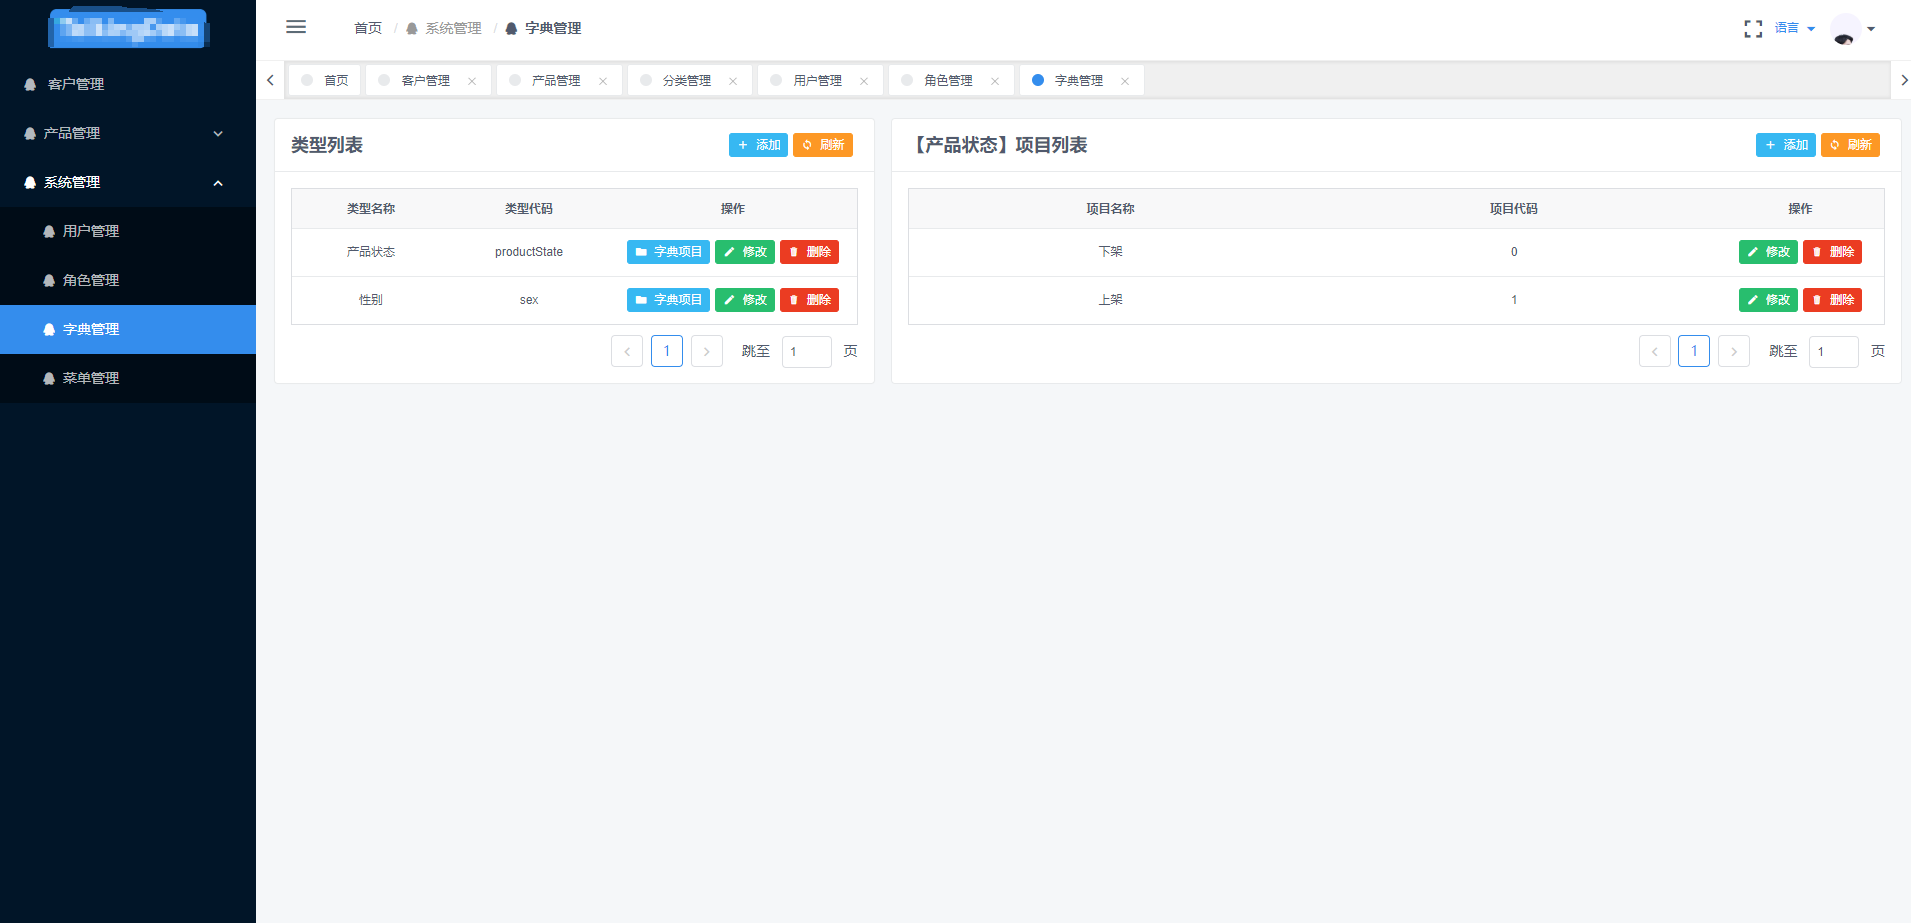 首页 / 系统管理 / 字典管理
语言
客户管理
产品管理
系统管理
用户管理
角色管理
字典管理
菜单管理
首页 客户管理 产品管理 分类管理 用户管理 角色管理 字典管理
类型列表 添加 刷新
类型名称 类型代码 操作
产品状态 productState 字典项目 修改 删除
性别 sex 字典项目 修改 删除
1 跳至 1 页
【产品状态】项目列表 添加 刷新
项目名称 项目代码 操作
下架 0 修改 删除
上架 1 修改 删除
1 跳至 1 页